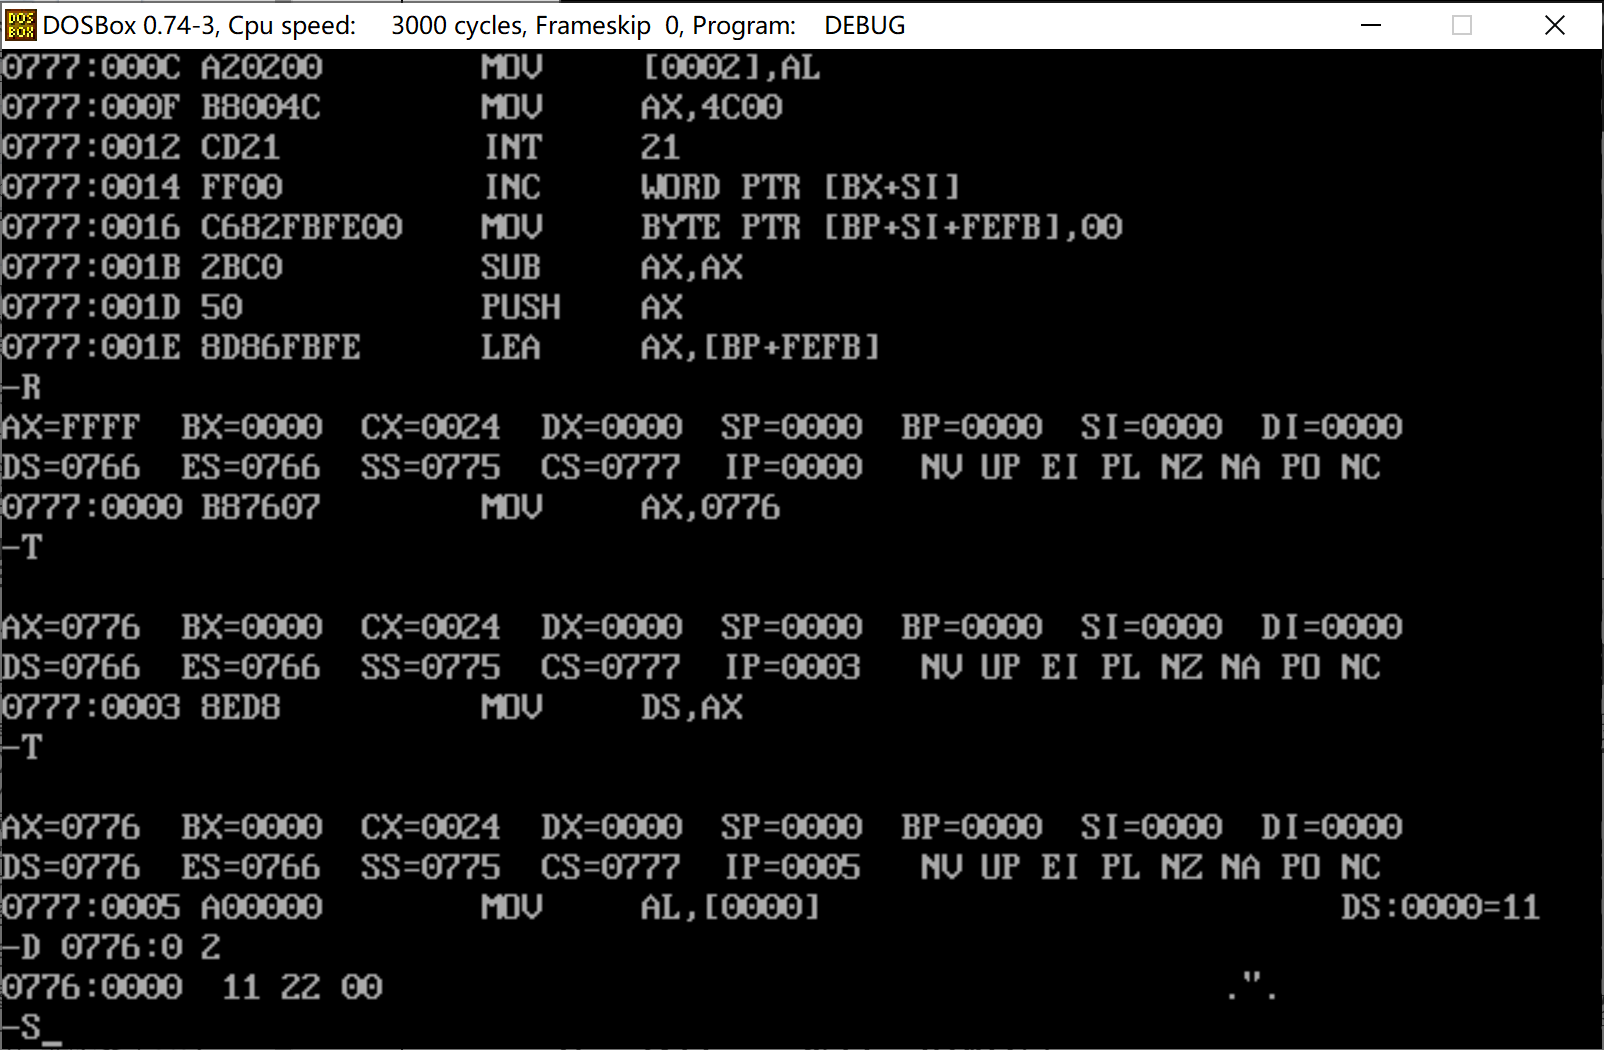 DOSBox 0.74-3, Cpu speed:    3000 cycles, Frameskip  0, Program:    DEBUG
0777:000C A20200        MOV     [0002],AL
0777:000F B8004C        MOV     AX,4C00
0777:0012 CD21          INT     21
0777:0014 FF00          INC     WORD PTR [BX+SI]
0777:0016 C682FBFE00    MOV     BYTE PTR [BP+SI+FEFB],00
0777:001B 2BC0          SUB     AX,AX
0777:001D 50            PUSH    AX
0777:001E 8D86FBFE      LEA     AX,[BP+FEFB]
-R
AX=FFFF  BX=0000  CX=0024  DX=0000  SP=0000  BP=0000  SI=0000  DI=0000
DS=0766  ES=0766  SS=0775  CS=0777  IP=0000   NV UP EI PL NZ NA PO NC
0777:0000 B87607        MOV     AX,0776
-T
AX=0776  BX=0000  CX=0024  DX=0000  SP=0000  BP=0000  SI=0000  DI=0000
DS=0766  ES=0766  SS=0775  CS=0777  IP=0003   NV UP EI PL NZ NA PO NC
0777:0003 8ED8          MOV     DS,AX
-T
AX=0776  BX=0000  CX=0024  DX=0000  SP=0000  BP=0000  SI=0000  DI=0000
DS=0776  ES=0766  SS=0775  CS=0777  IP=0005   NV UP EI PL NZ NA PO NC
0777:0005 A00000        MOV     AL,[0000]                          DS:0000=11
-D 0776:0 2
0776:0000  11 22 00                                          .".
-S_